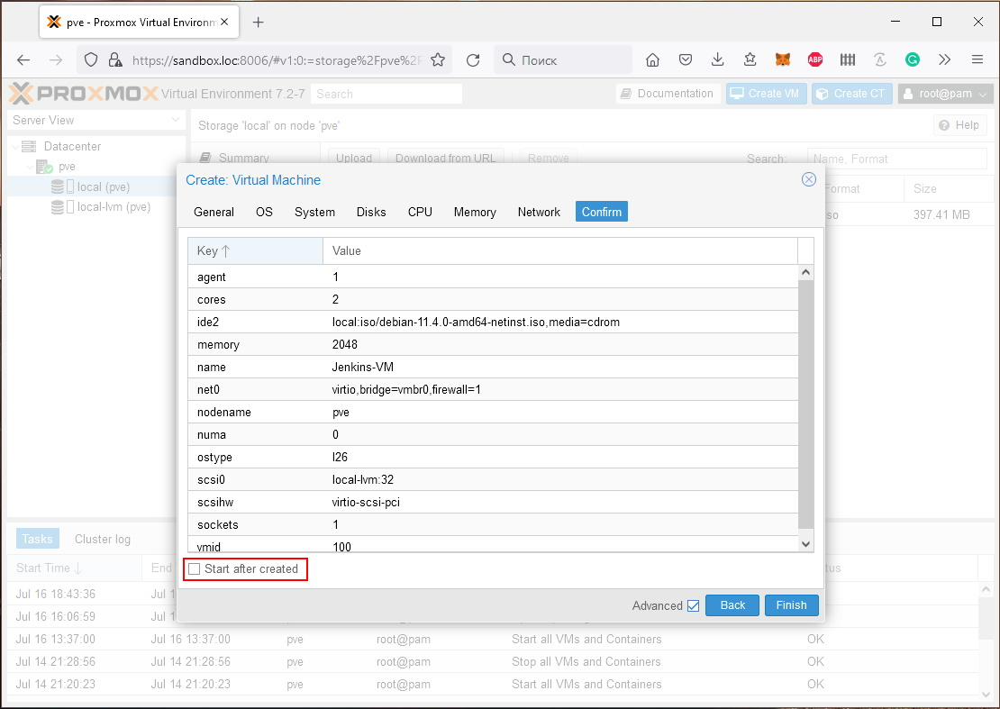 pve - Proxmox Virtual Environm
https://sandbox.loc:8006/#v1:0:=storage%2Fpve%2F
Поиск
ABP
PROXMOX Virtual Environment 7.2-7
Search
Documentation
Create VM
Create CT
root@pam
Server View
Storage 'local' on node 'pve'
Help
Datacenter
Summary
Upload
Download from URL
Remove
Search:
Name, Format
pve
local (pve)
local-lvm (pve)
Format
Size
so
397.41 MB
Create: Virtual Machine
General
OS
System
Disks
CPU
Memory
Network
Confirm
Key
Value
agent 1
cores 2
ide2 local:iso/debian-11.4.0-amd64-netinst.iso,media=cdrom
memory 2048
name Jenkins-VM
net0 virtio,bridge=vmbr0,firewall=1
nodename pve
numa 0
ostype l26
scsi0 local-lvm:32
scsihw virtio-scsi-pci
sockets 1
vmid 100
Start after created
Advanced
Back
Finish
Tasks
Cluster log
Start Time
End
tus
Jul 16 18:43:36 Jul 1
Jul 16 16:06:59 Jul 1
Jul 16 13:37:00 Jul 16 13:37:00 pve root@pam Start all VMs and Containers OK
Jul 14 21:28:56 Jul 14 21:28:56 pve root@pam Stop all VMs and Containers OK
Jul 14 21:20:23 Jul 14 21:20:23 pve root@pam Start all VMs and Containers OK